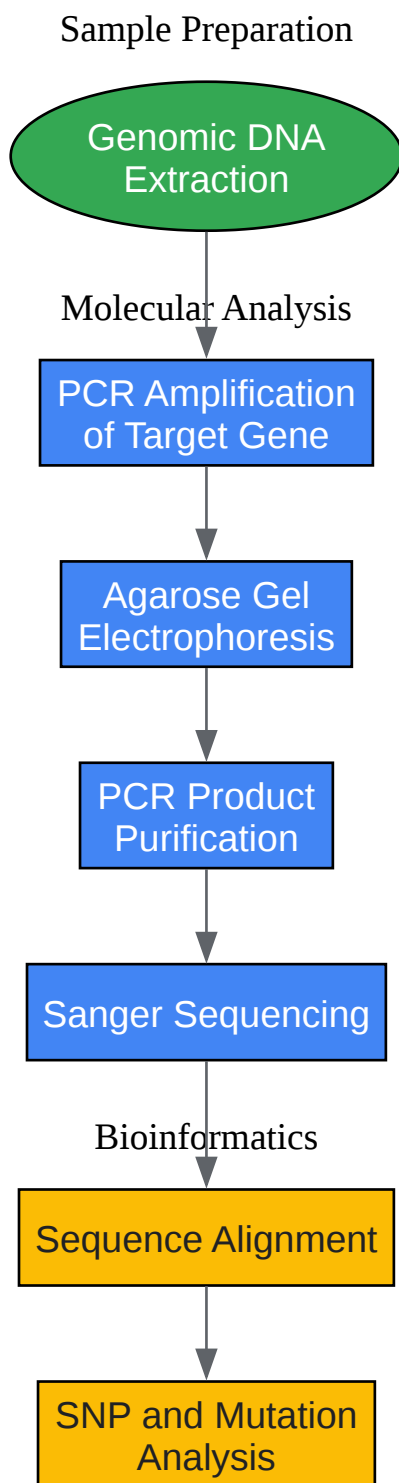 Sample Preparation
Genomic DNA
Extraction
Molecular Analysis
PCR Amplification
of Target Gene
Agarose Gel
Electrophoresis
PCR Product
Purification
Sanger Sequencing
Bioinformatics
Sequence Alignment
SNP and Mutation
Analysis